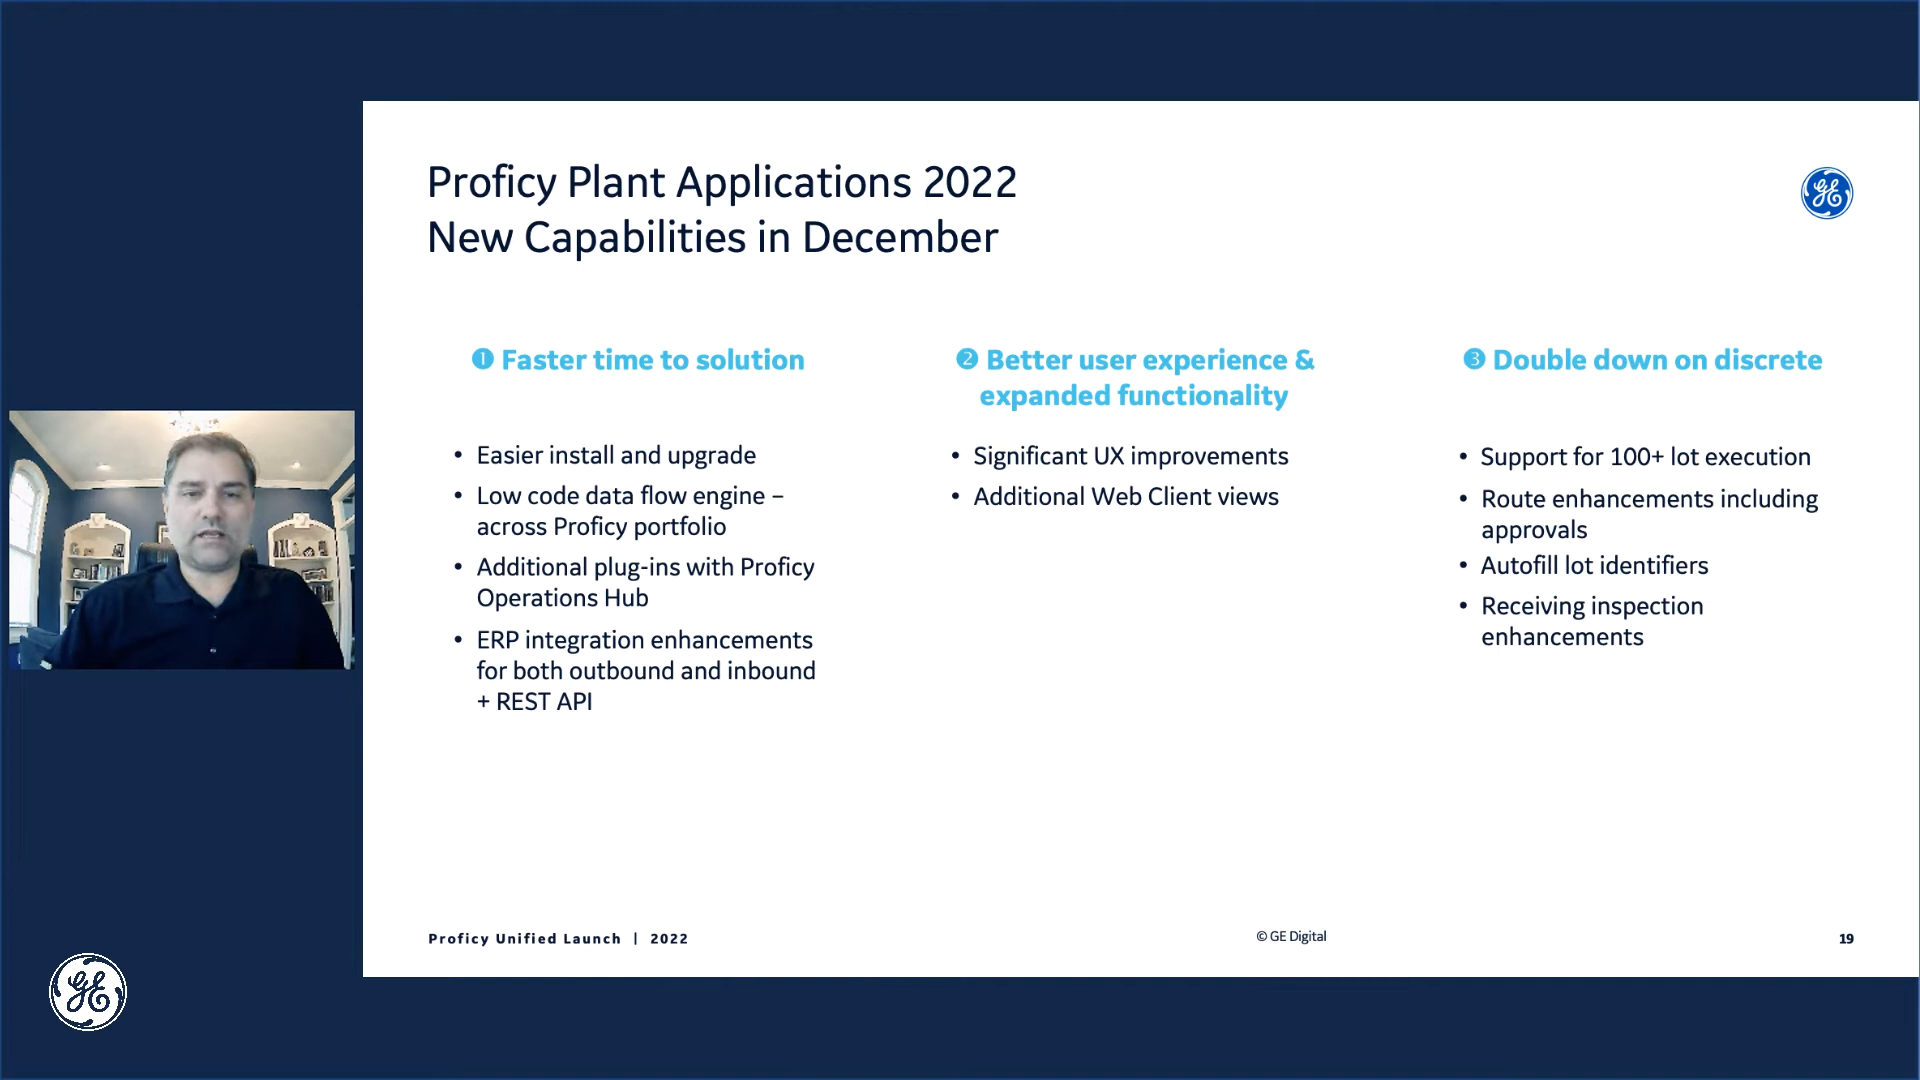 Proficy Plant Applications 2022
New Capabilities in December
GE
❶ Faster time to solution
• Easier install and upgrade
• Low code data flow engine –
across Proficy portfolio
• Additional plug-ins with Proficy
Operations Hub
• ERP integration enhancements
for both outbound and inbound
+ REST API
❷ Better user experience &
expanded functionality
• Significant UX improvements
• Additional Web Client views
❸ Double down on discrete
• Support for 100+ lot execution
• Route enhancements including
approvals
• Autofill lot identifiers
• Receiving inspection
enhancements
Proficy Unified Launch | 2022
© GE Digital
19
GE